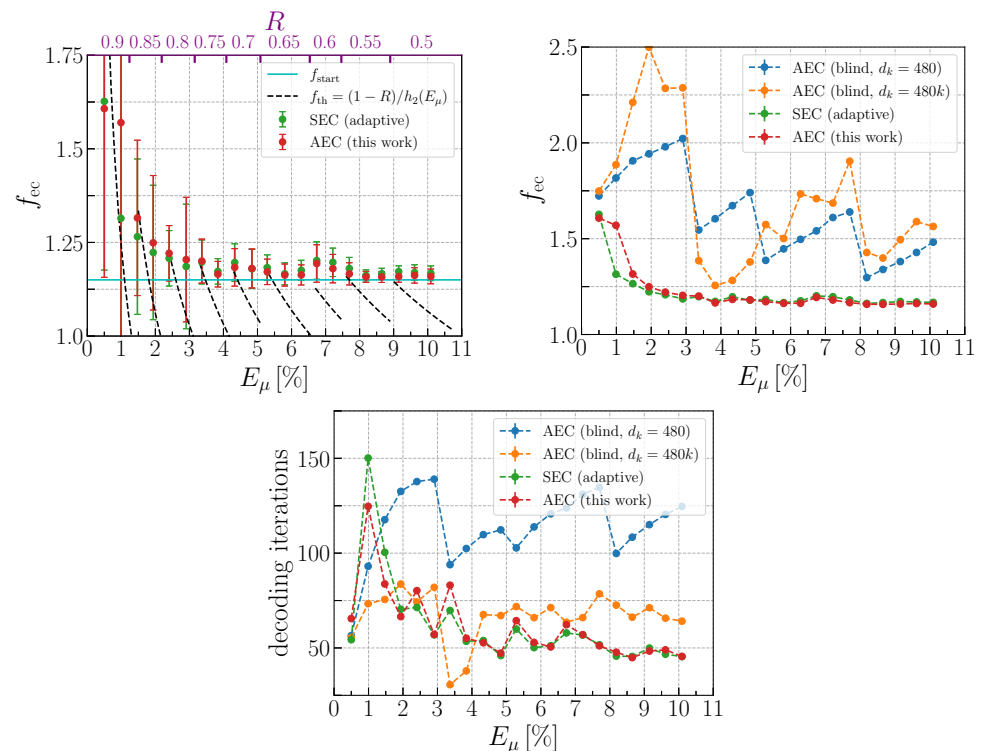 R
0.9 0.85 0.8 0.75 0.7 0.65 0.6 0.55 0.5
1.75
1.5
1.25
1.0
f_ec
f_start
f_th = (1 − R)/h_2(E_μ)
SEC (adaptive)
AEC (this work)
0 1 2 3 4 5 6 7 8 9 10 11
E_μ [%]
2.5
2.0
1.5
1.0
f_ec
AEC (blind, d_k = 480)
AEC (blind, d_k = 480k)
SEC (adaptive)
AEC (this work)
0 1 2 3 4 5 6 7 8 9 10 11
E_μ [%]
150
100
50
decoding iterations
AEC (blind, d_k = 480)
AEC (blind, d_k = 480k)
SEC (adaptive)
AEC (this work)
0 1 2 3 4 5 6 7 8 9 10 11
E_μ [%]